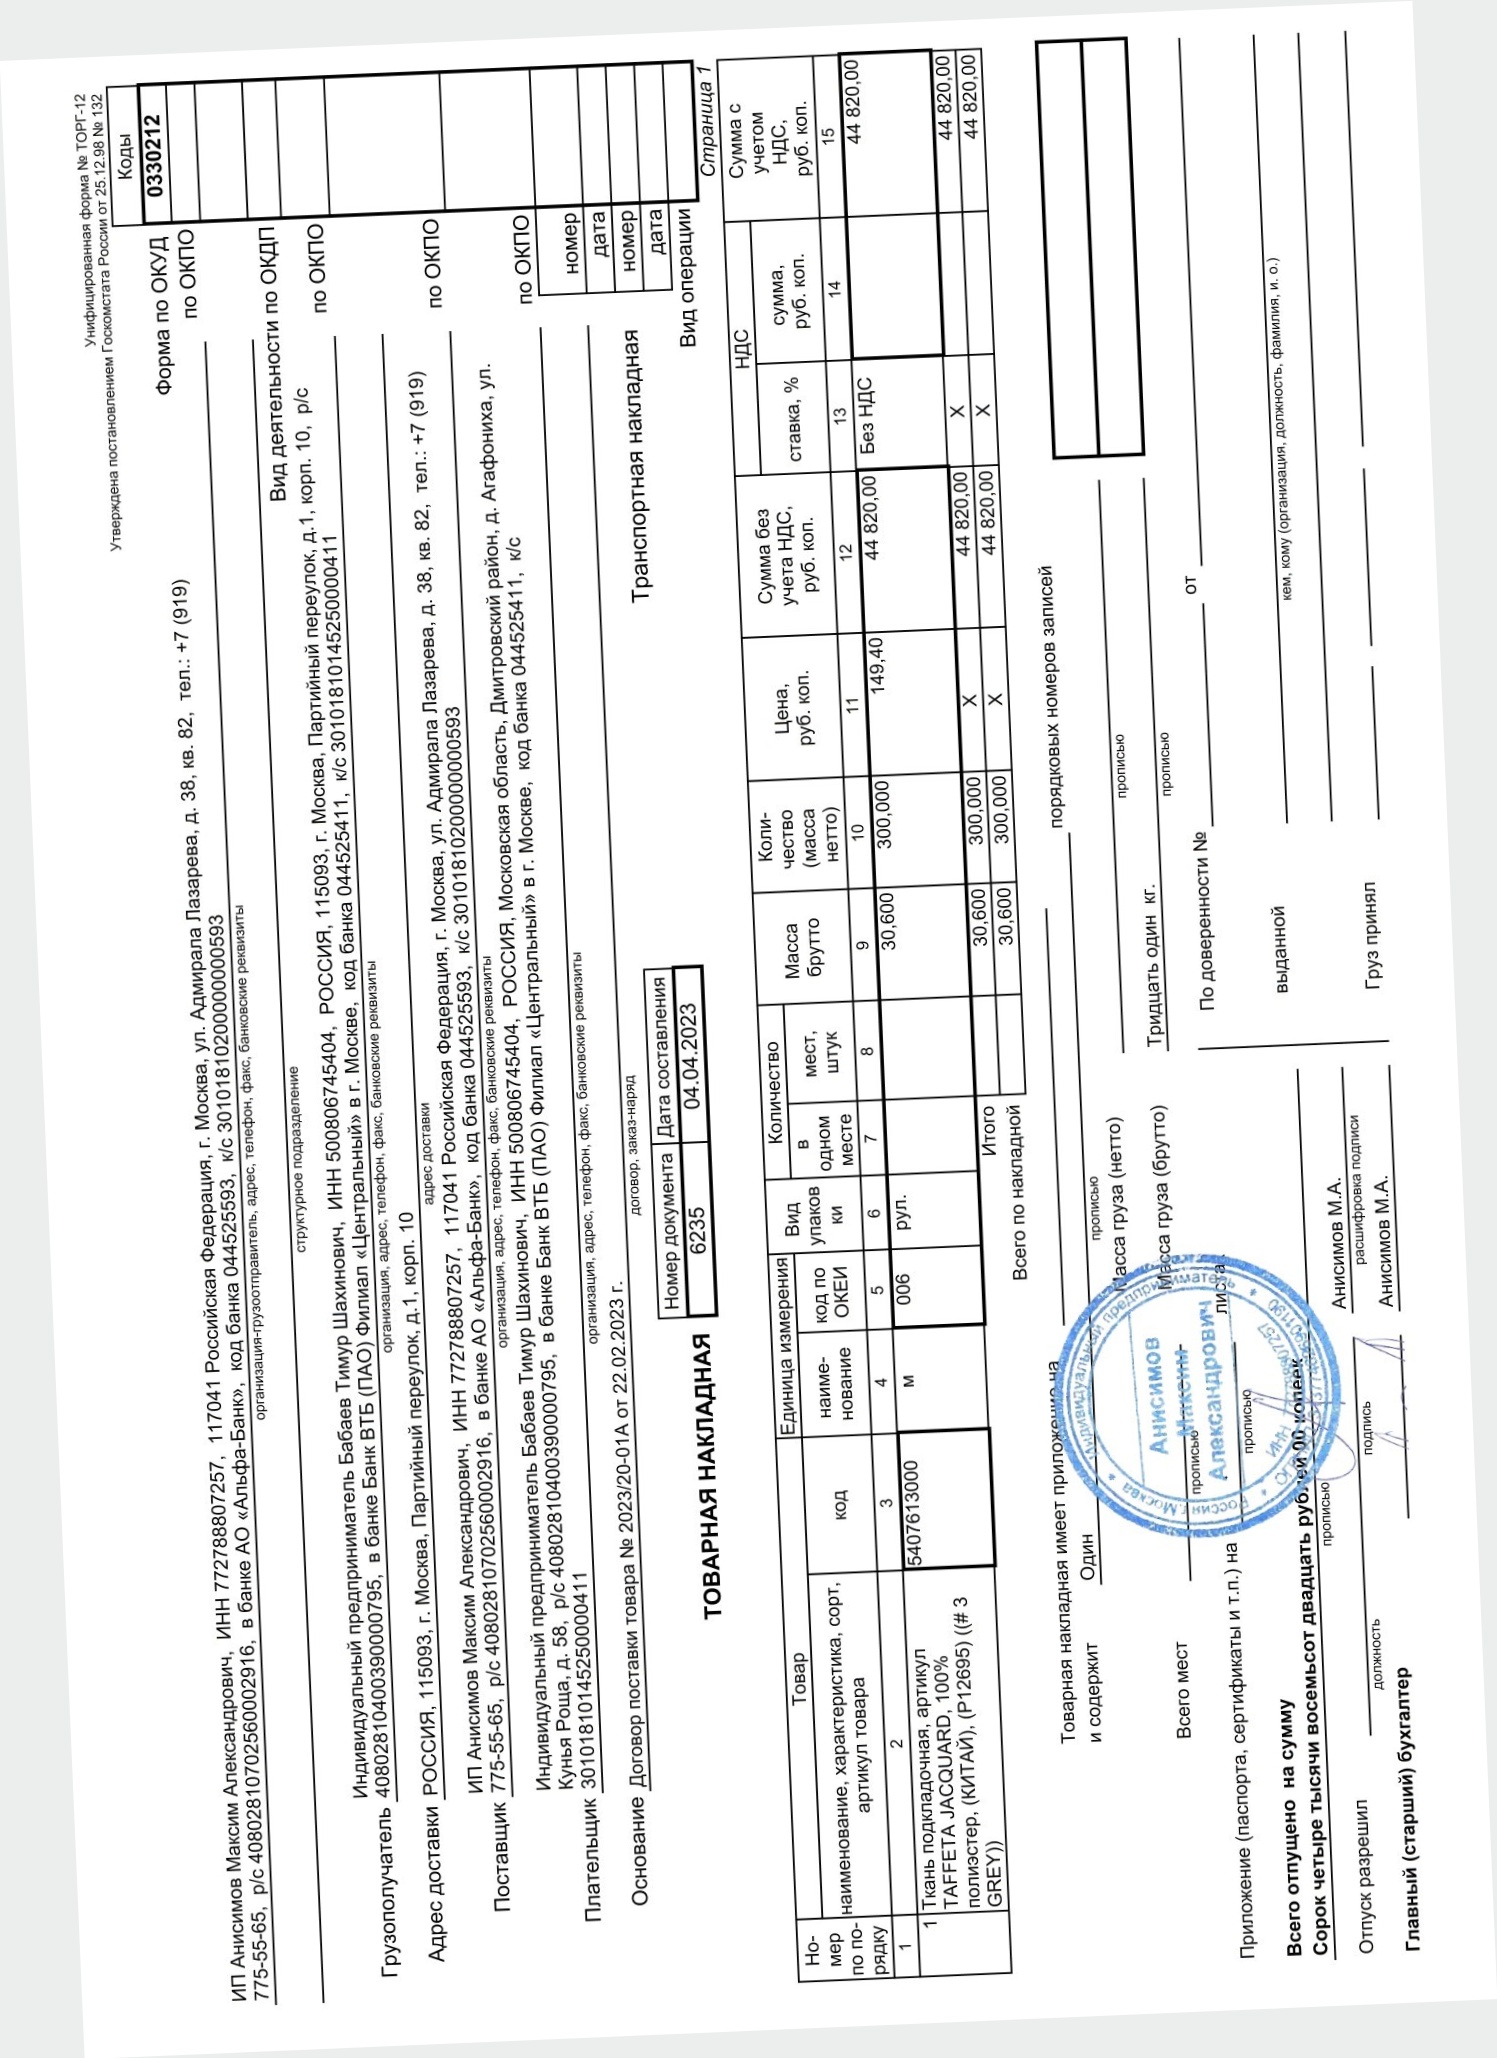 Унифицированная форма № ТОРГ-12
Утверждена постановлением Госкомстата России от 25.12.98 № 132
Коды
Форма по ОКУД 0330212
по ОКПО
ИП Анисимов Максим Александрович, ИНН 772788807257, 117041 Российская Федерация, г. Москва, ул. Адмирала Лазарева, д. 38, кв. 82, тел.: +7 (919)
775-55-65, р/с 40802810702560002916, в банке АО «Альфа-Банк», код банка 044525593, к/с 30101810200000000593
организация-грузоотправитель, адрес, телефон, факс, банковские реквизиты
Вид деятельности по ОКДП
структурное подразделение
по ОКПО
Индивидуальный предприниматель Бабаев Тимур Шахинович, ИНН 500806745404, РОССИЯ, 115093, г. Москва, Партийный переулок, д.1, корп. 10, р/с
Грузополучатель 40802810400390000795, в банке Банк ВТБ (ПАО) Филиал «Центральный» в г. Москве, код банка 044525411, к/с 30101810145250000411
организация, адрес, телефон, факс, банковские реквизиты
Адрес доставки РОССИЯ, 115093, г. Москва, Партийный переулок, д.1, корп. 10
адрес доставки
по ОКПО
ИП Анисимов Максим Александрович, ИНН 772788807257, 117041 Российская Федерация, г. Москва, ул. Адмирала Лазарева, д. 38, кв. 82, тел.: +7 (919)
Поставщик 775-55-65, р/с 40802810702560002916, в банке АО «Альфа-Банк», код банка 044525593, к/с 30101810200000000593
организация, адрес, телефон, факс, банковские реквизиты
по ОКПО
Индивидуальный предприниматель Бабаев Тимур Шахинович, ИНН 500806745404, РОССИЯ, Московская область, Дмитровский район, д. Агафониха, ул.
Кунья Роща, д. 58, р/с 40802810400390000795, в банке Банк ВТБ (ПАО) Филиал «Центральный» в г. Москве, код банка 044525411, к/с
Плательщик 30101810145250000411
организация, адрес, телефон, факс, банковские реквизиты
Основание Договор поставки товара № 2023/20-01А от 22.02.2023 г.
договор, заказ-наряд
номер
дата
Транспортная накладная номер
дата
Вид операции
Номер документа Дата составления
ТОВАРНАЯ НАКЛАДНАЯ 6235 04.04.2023
Страница 1
Но-
мер
по по-
рядку
Товар
наименование, характеристика, сорт,
артикул товара
код
Единица измерения
наиме-
нование
код по
ОКЕИ
Вид
упаков
ки
Количество
в
одном
месте
мест,
штук
Масса
брутто
Коли-
чество
(масса
нетто)
Цена,
руб. коп.
Сумма без
учета НДС,
руб. коп.
НДС
ставка, %
сумма,
руб. коп.
Сумма с
учетом
НДС,
руб. коп.
1 2 3 4 5 6 7 8 9 10 11 12 13 14 15
1 Ткань подкладочная, артикул 5407613000 м 006 рул. 30,600 300,000 149,40 44 820,00 Без НДС 44 820,00
TAFFETA JACQUARD, 100%
полиэстер, (КИТАЙ), (P12695) ((# 3
GREY))
Итого 30,600 300,000 X 44 820,00 X 44 820,00
Всего по накладной 30,600 300,000 X 44 820,00 X 44 820,00
Товарная накладная имеет приложение на
и содержит Один порядковых номеров записей
прописью
Масса груза (нетто)
прописью
Всего мест Масса груза (брутто) Тридцать один кг.
прописью прописью
Приложение (паспорта, сертификаты и т.п.) на листах
прописью
Всего отпущено на сумму
Сорок четыре тысячи восемьсот двадцать рублей 00 копеек
прописью
Отпуск разрешил Анисимов М.А.
должность подпись расшифровка подписи
Главный (старший) бухгалтер Анисимов М.А.
По доверенности № от
выданной
кем, кому (организация, должность, фамилия, и. о.)
Груз принял
Индивидуальный предприниматель
Россия г.Москва
Анисимов
Максим
Александрович
ИНН 772788807257